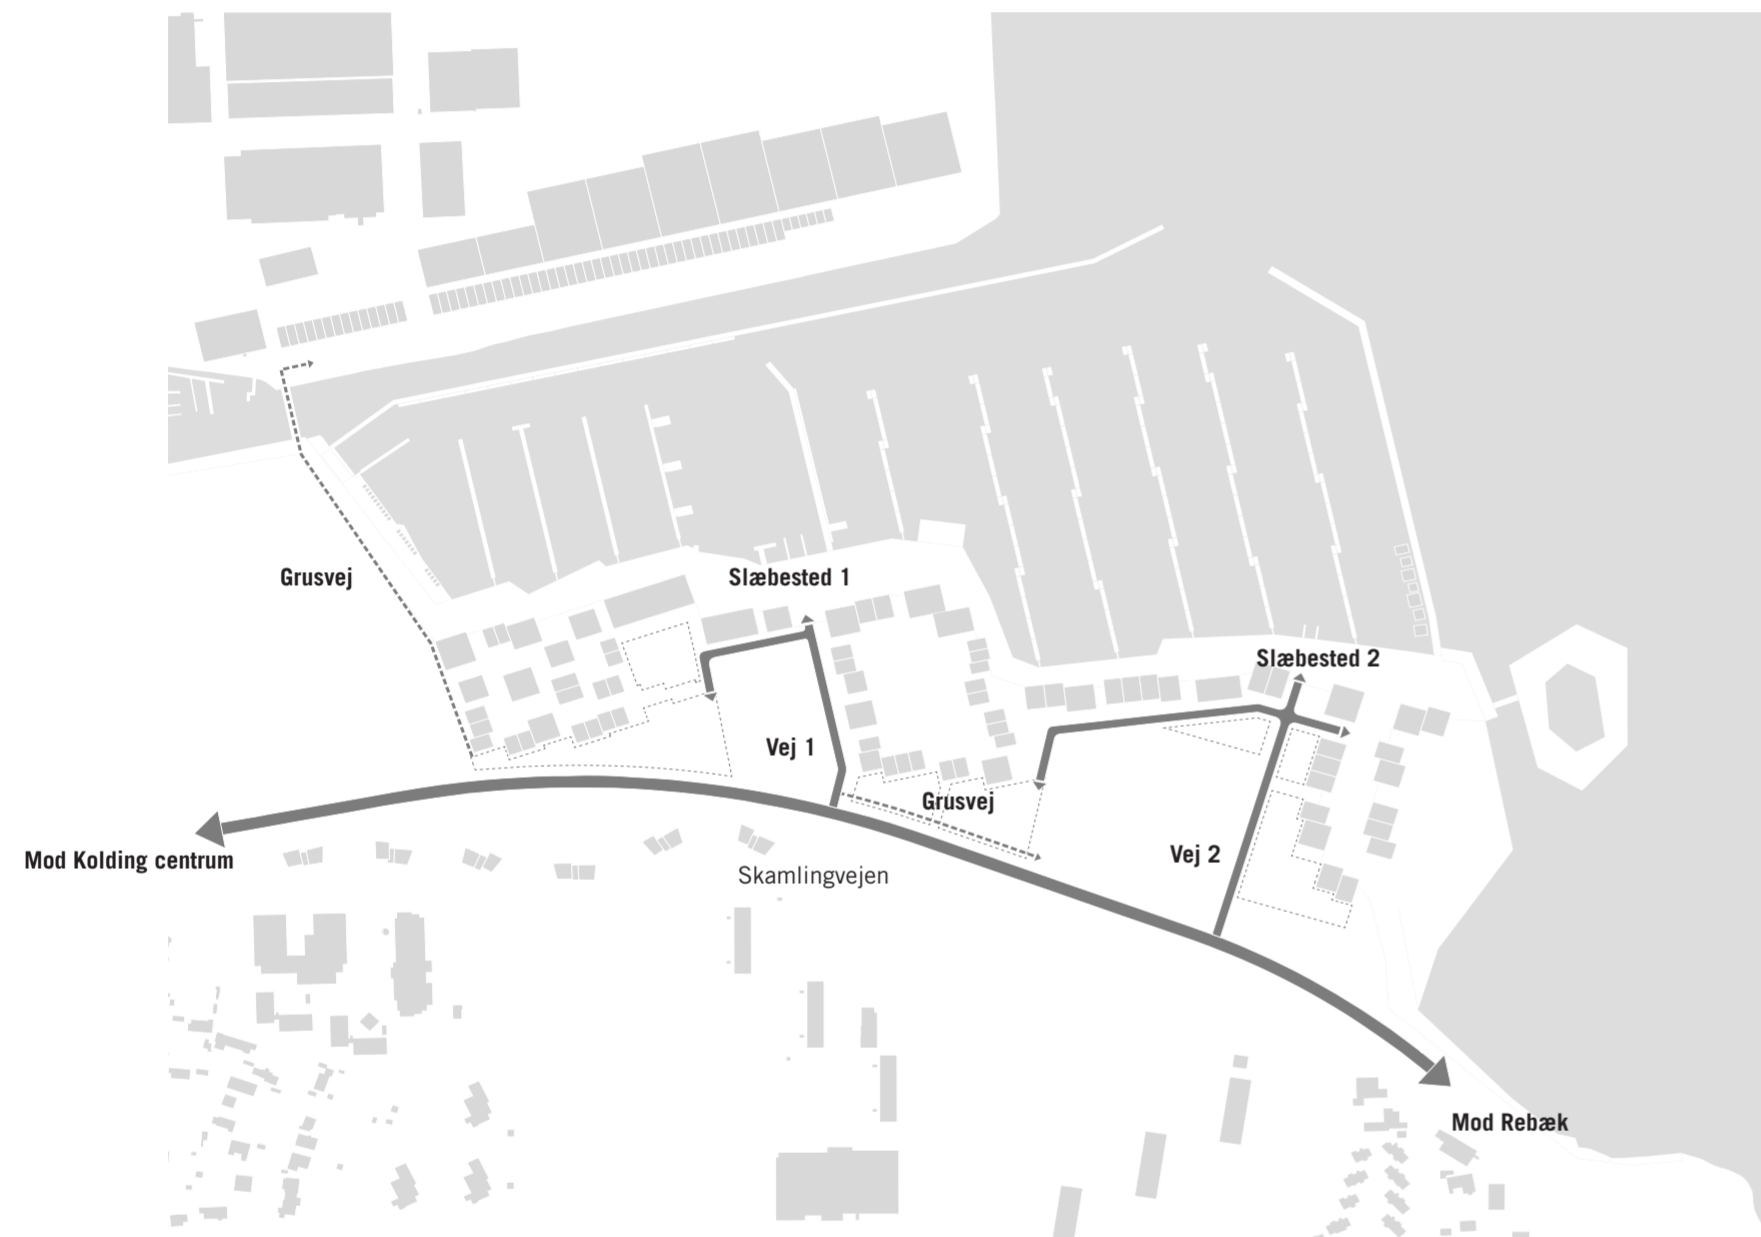 Grusvej
Slæbested 1
Slæbested 2
Vej 1
Grusvej
Vej 2
Mod Kolding centrum
Skamlingvejen
Mod Rebæk